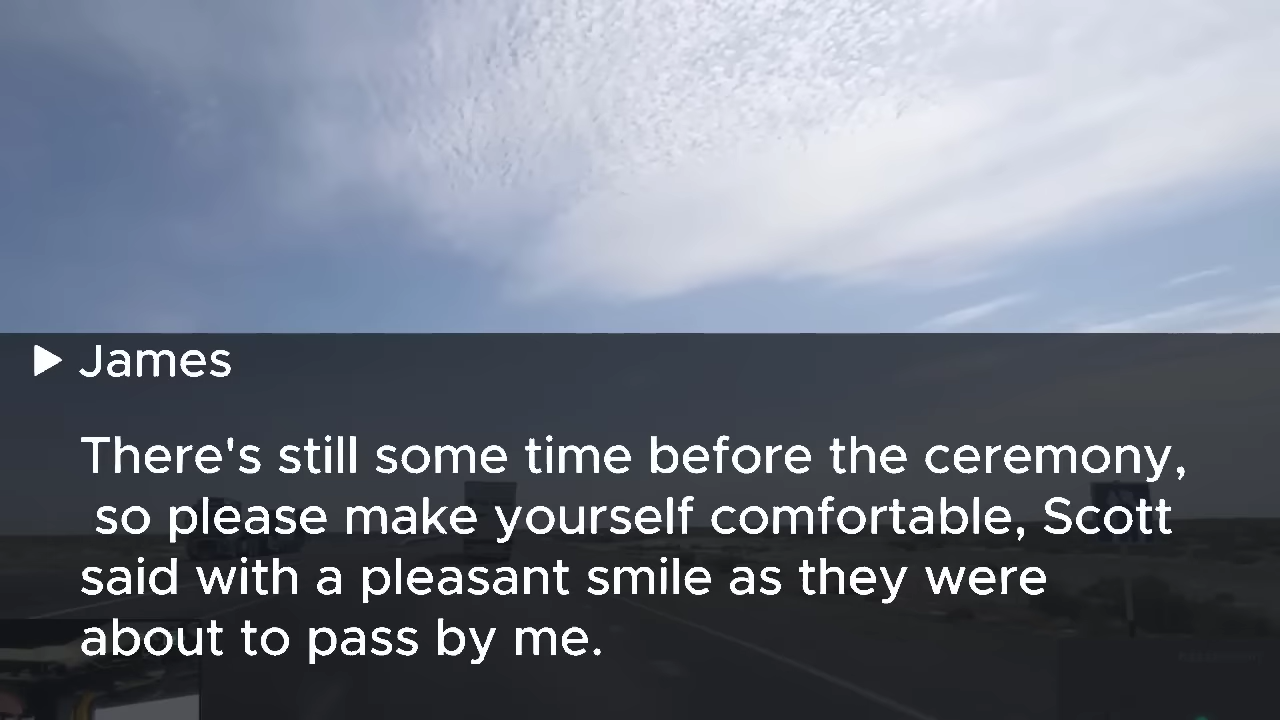 James
There's still some time before the ceremony,
so please make yourself comfortable, Scott
said with a pleasant smile as they were
about to pass by me.